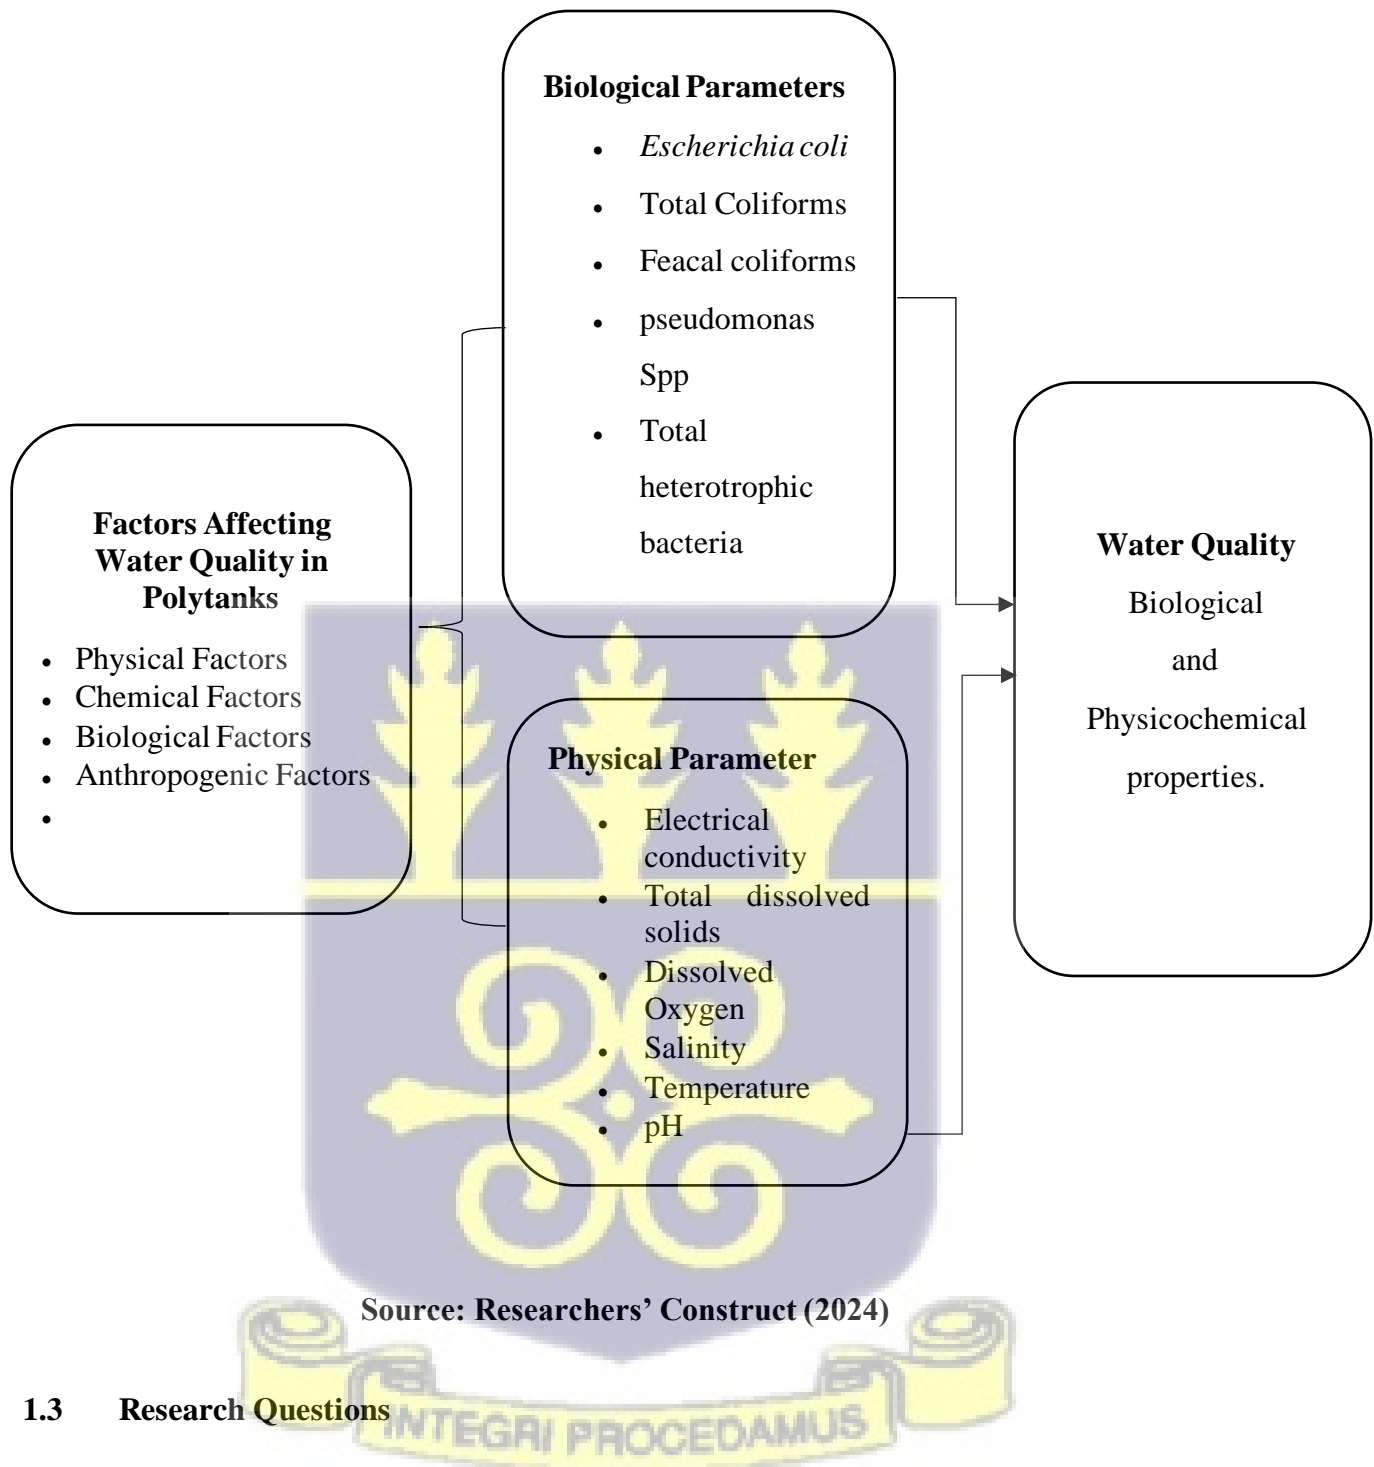 Biological Parameters
• Escherichia coli
• Total Coliforms
• Feacal coliforms
• pseudomonas
Spp
• Total
heterotrophic
bacteria
Factors Affecting
Water Quality in
Polytanks
• Physical Factors
• Chemical Factors
• Biological Factors
• Anthropogenic Factors
•
Physical Parameter
• Electrical
conductivity
• Total dissolved
solids
• Dissolved
Oxygen
• Salinity
• Temperature
• pH
Water Quality
Biological
and
Physicochemical
properties.
Source: Researchers’ Construct (2024)
1.3 Research Questions
INTEGRI PROCEDAMUS